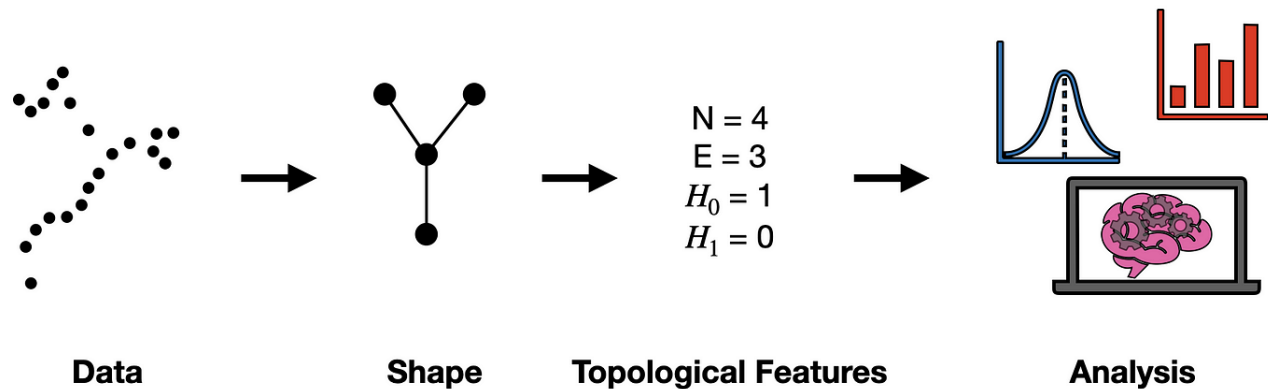 N = 4
E = 3
H₀ = 1
H₁ = 0
Data
Shape
Topological Features
Analysis